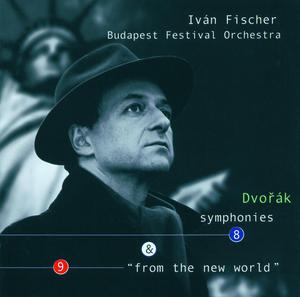 Iván Fischer
Budapest Festival Orchestra
Dvořák
symphonies
8
&
9 "from the new world"